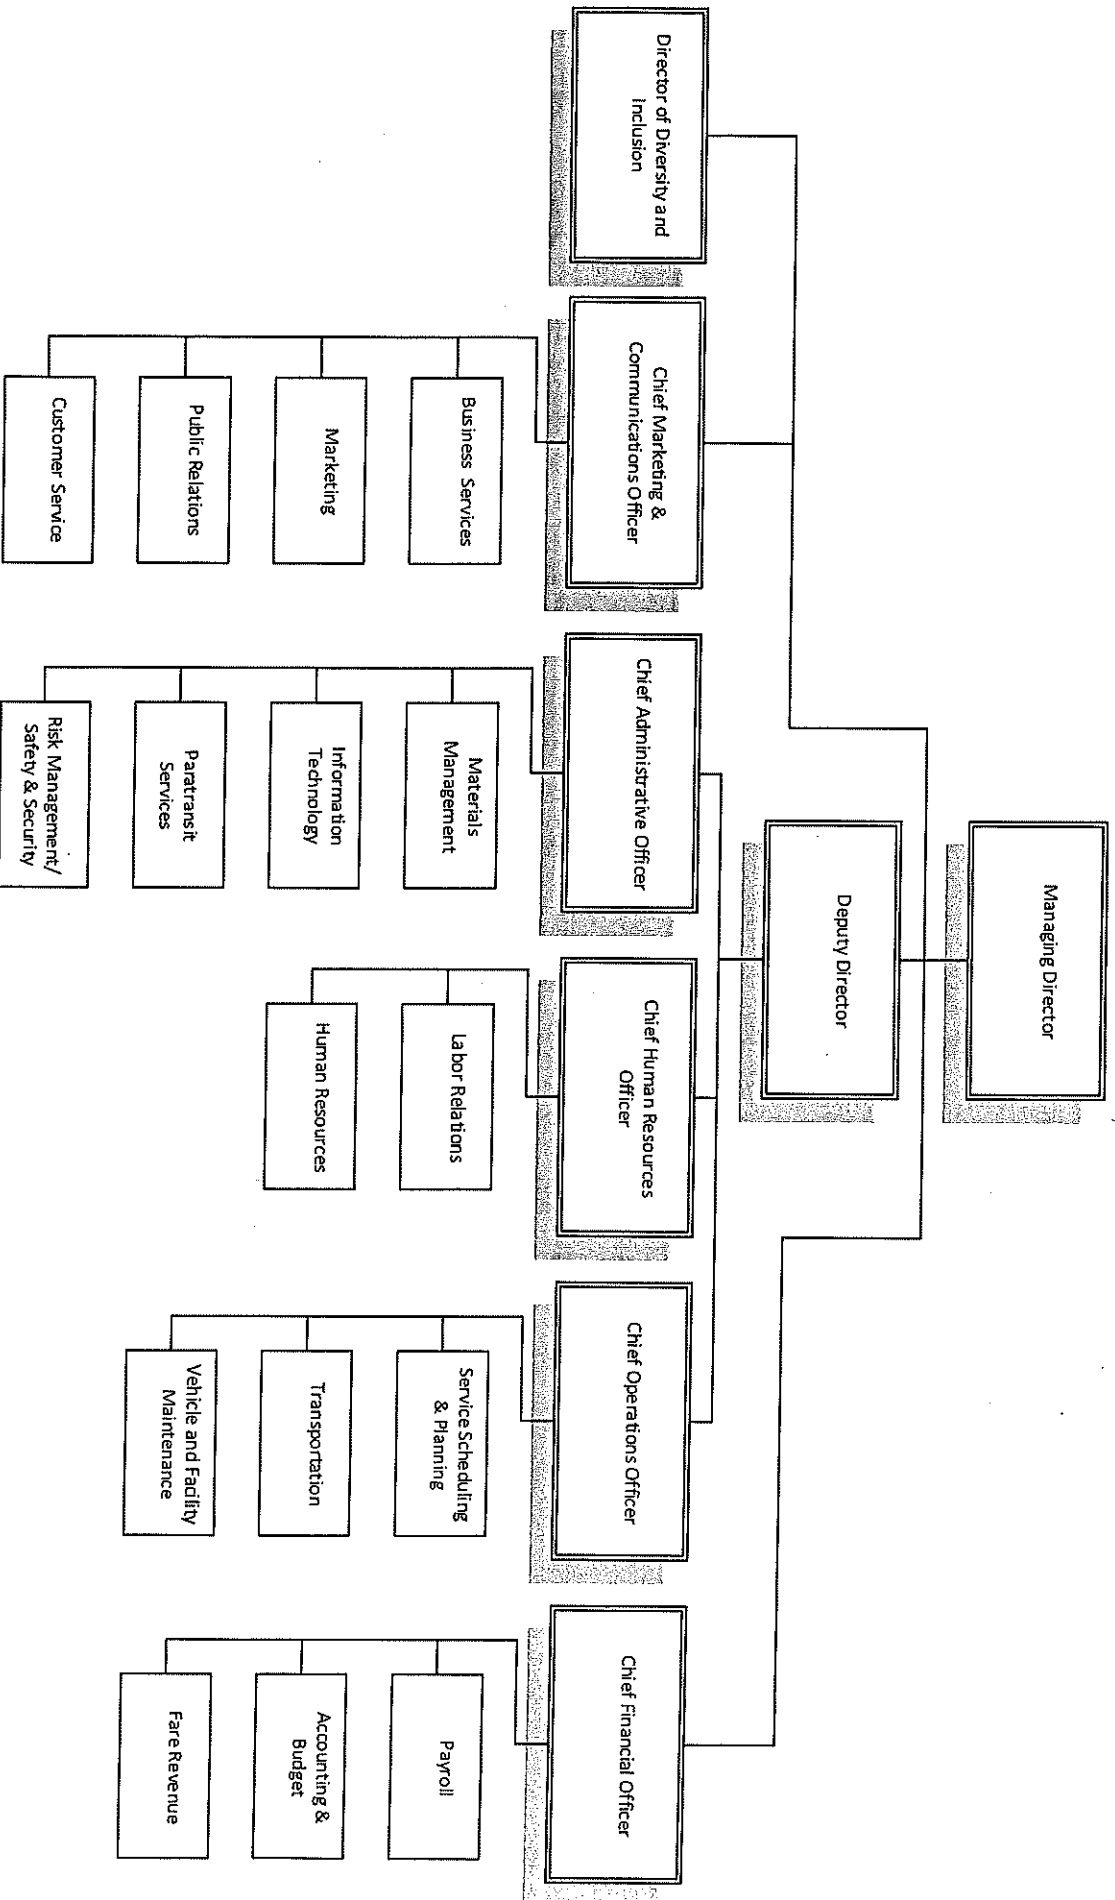 Managing Director
Deputy Director
Director of Diversity and
Inclusion
Chief Marketing &
Communications Officer
Business Services
Marketing
Public Relations
Customer Service
Chief Administrative Officer
Materials
Management
Information
Technology
Paratransit
Services
Risk Management/
Safety & Security
Chief Human Resources
Officer
Labor Relations
Human Resources
Chief Operations Officer
Service Scheduling
& Planning
Transportation
Vehicle and Facility
Maintenance
Chief Financial Officer
Payroll
Accounting &
Budget
Fare Revenue